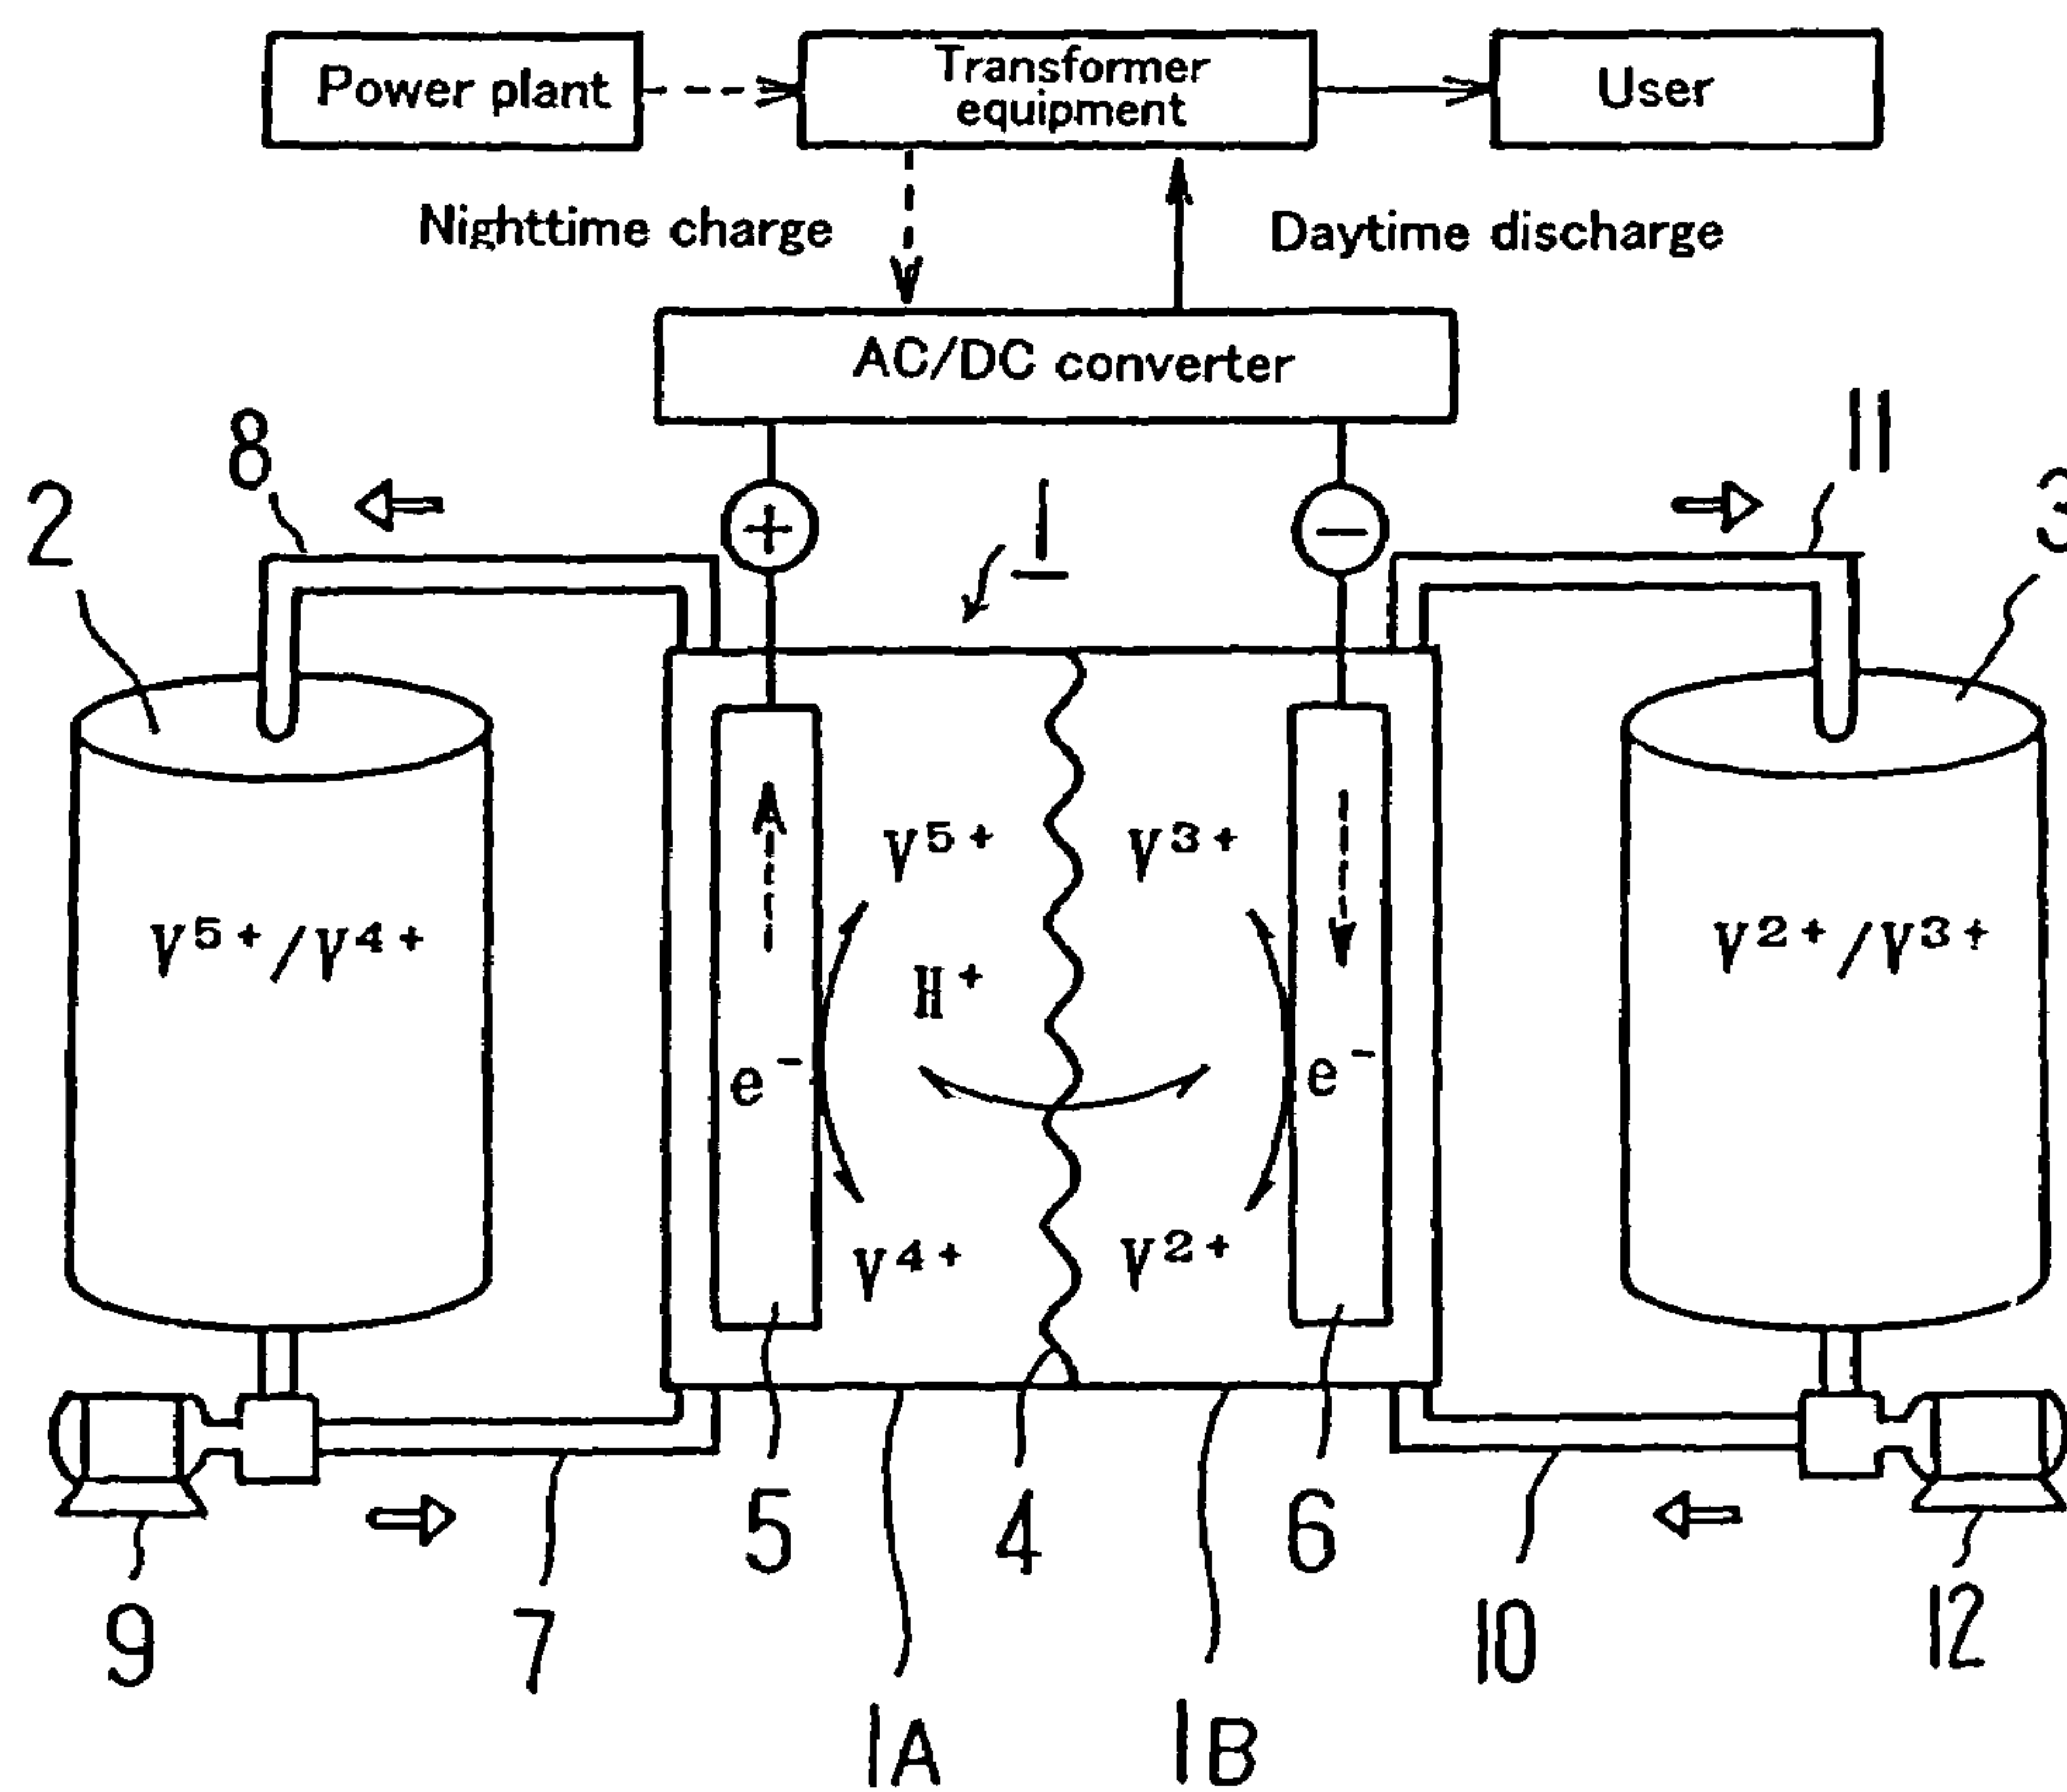 Power plant
Transformer
equipment
User
Nighttime charge
Daytime discharge
AC/DC converter
8
11
2
1
3
+
−
V⁵⁺
V³⁺
V⁵⁺/V⁴⁺
V²⁺/V³⁺
H⁺
e⁻
e⁻
V⁴⁺
V²⁺
5
4
6
9
7
10
12
1A
1B